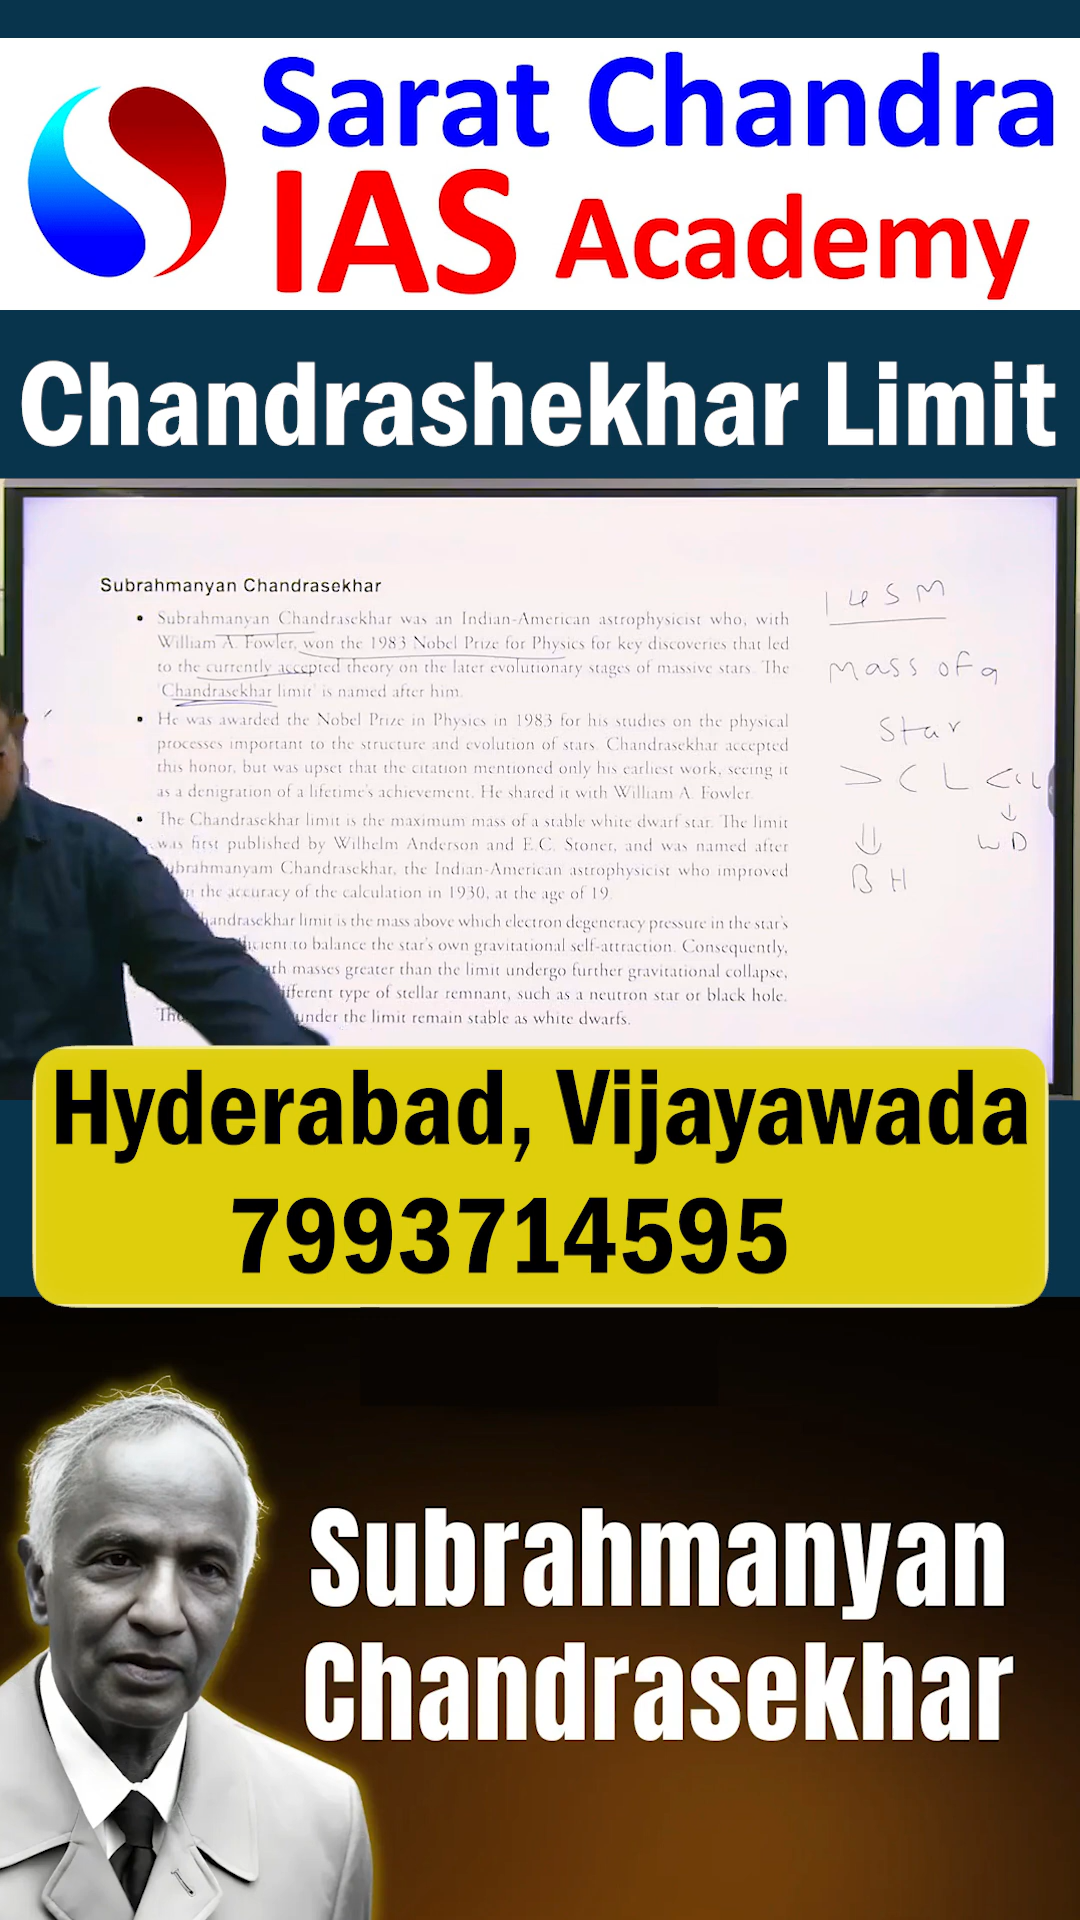 Sarat Chandra
IAS Academy
Chandrashekhar Limit
Subrahmanyan Chandrasekhar
• Subrahmanyan Chandrasekhar was an Indian-American astrophysicist who, with
William A. Fowler, won the 1983 Nobel Prize for Physics for key discoveries that led
to the currently accepted theory on the later evolutionary stages of massive stars. The
'Chandrasekhar limit' is named after him.
• He was awarded the Nobel Prize in Physics in 1983 for his studies on the physical
processes important to the structure and evolution of stars. Chandrasekhar accepted
this honor, but was upset that the citation mentioned only his earliest work, seeing it
as a denigration of a lifetime's achievement. He shared it with William A. Fowler.
• The Chandrasekhar limit is the maximum mass of a stable white dwarf star. The limit
was first published by Wilhelm Anderson and E.C. Stoner, and was named after
ubrahmanyam Chandrasekhar, the Indian-American astrophysicist who improved
the accuracy of the calculation in 1930, at the age of 19.
handrasekhar limit is the mass above which electron degeneracy pressure in the star's
icient to balance the star's own gravitational self-attraction. Consequently,
th masses greater than the limit undergo further gravitational collapse,
ifferent type of stellar remnant, such as a neutron star or black hole.
Tho under the limit remain stable as white dwarfs.
1 4 S M
mass of a
star
> C L < CL
↓
⇓ W D
B H
Hyderabad, Vijayawada
7993714595
Subrahmanyan
Chandrasekhar